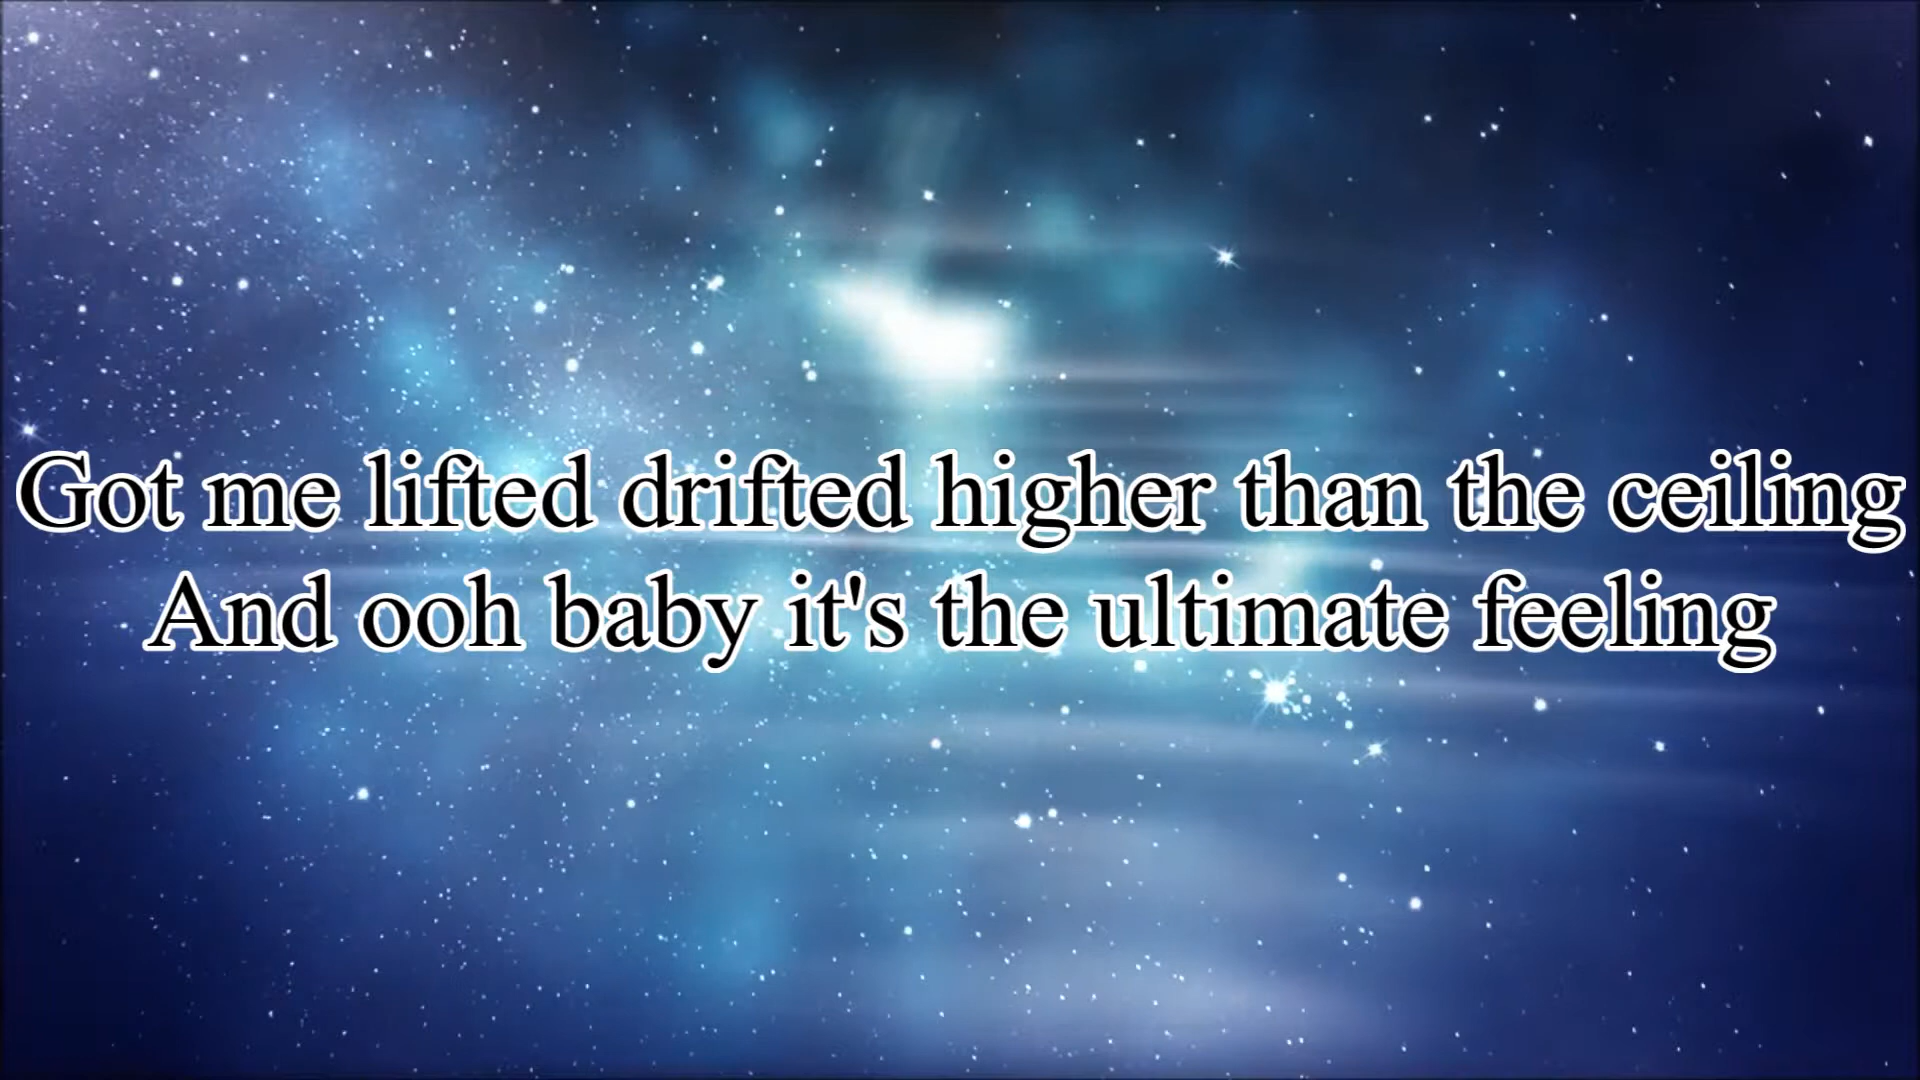 Got me lifted drifted higher than the ceiling
And ooh baby it's the ultimate feeling